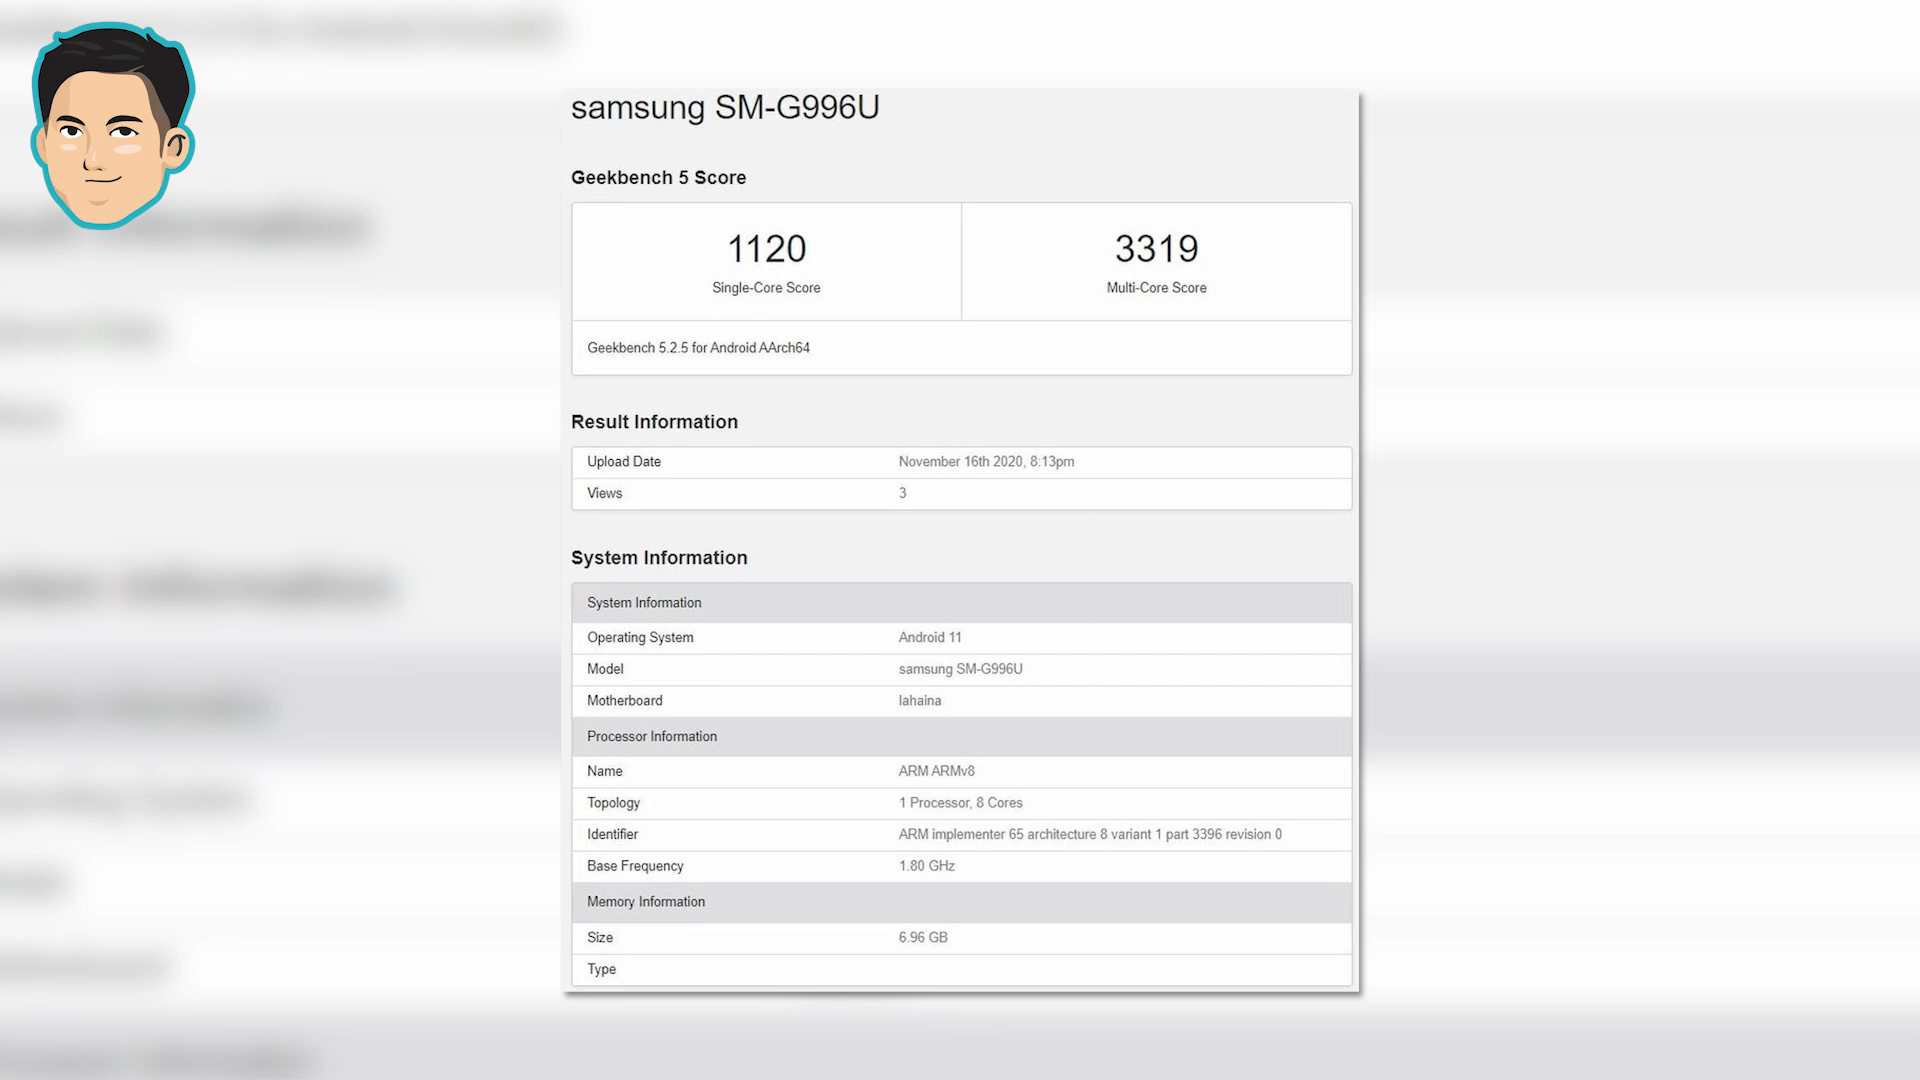 samsung SM-G996U
Geekbench 5 Score
1120
Single-Core Score
3319
Multi-Core Score
Geekbench 5.2.5 for Android AArch64
Result Information
Upload Date November 16th 2020, 8:13pm
Views 3
System Information
System Information
Operating System Android 11
Model samsung SM-G996U
Motherboard lahaina
Processor Information
Name ARM ARMv8
Topology 1 Processor, 8 Cores
Identifier ARM implementer 65 architecture 8 variant 1 part 3396 revision 0
Base Frequency 1.80 GHz
Memory Information
Size 6.96 GB
Type